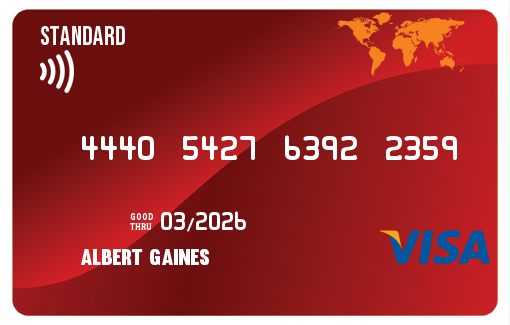 STANDARD
4440 5427 6392 2359
GOOD THRU 03/2026
ALBERT GAINES
VISA